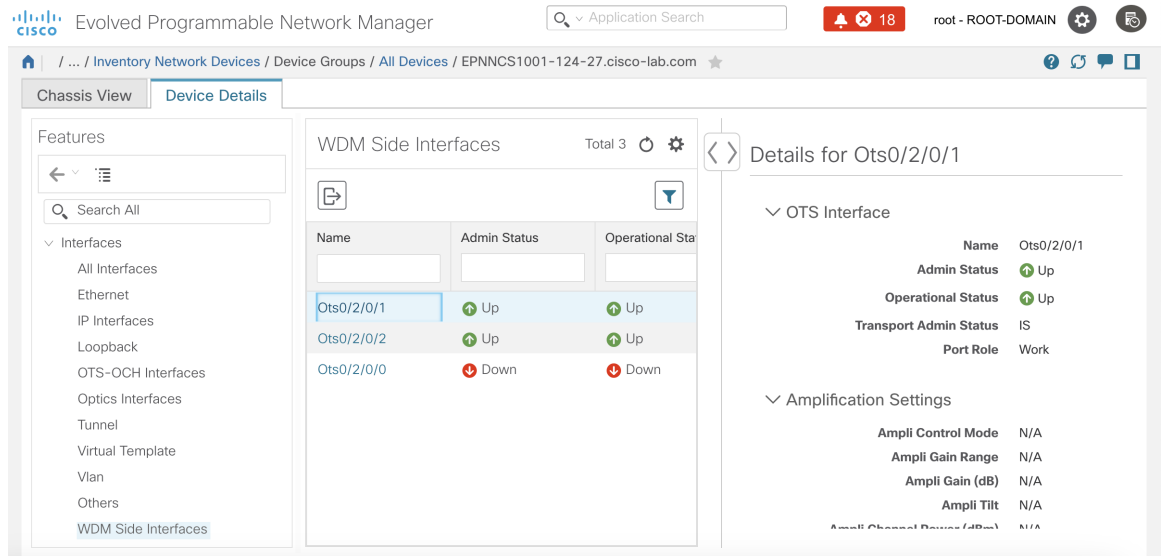 CISCO Evolved Programmable Network Manager
Application Search
18
root - ROOT-DOMAIN
/ ... / Inventory Network Devices / Device Groups / All Devices / EPNNCS1001-124-27.cisco-lab.com
Chassis View
Device Details
Features
Search All
Interfaces
All Interfaces
Ethernet
IP Interfaces
Loopback
OTS-OCH Interfaces
Optics Interfaces
Tunnel
Virtual Template
Vlan
Others
WDM Side Interfaces
WDM Side Interfaces Total 3
Name Admin Status Operational Sta
Ots0/2/0/1 Up Up
Ots0/2/0/2 Up Up
Ots0/2/0/0 Down Down
Details for Ots0/2/0/1
OTS Interface
Name Ots0/2/0/1
Admin Status Up
Operational Status Up
Transport Admin Status IS
Port Role Work
Amplification Settings
Ampli Control Mode N/A
Ampli Gain Range N/A
Ampli Gain (dB) N/A
Ampli Tilt N/A
Ampli Channel Power (dBm) N/A